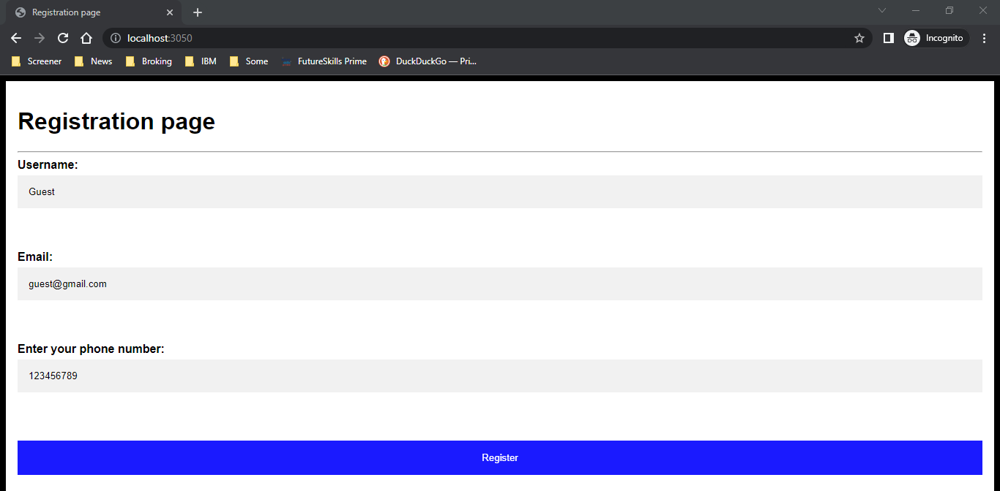 Registration page
localhost:3050
Incognito
Screener News Broking IBM Some FutureSkills Prime DuckDuckGo — Pri...
Registration page
Username:
Guest
Email:
guest@gmail.com
Enter your phone number:
123456789
Register